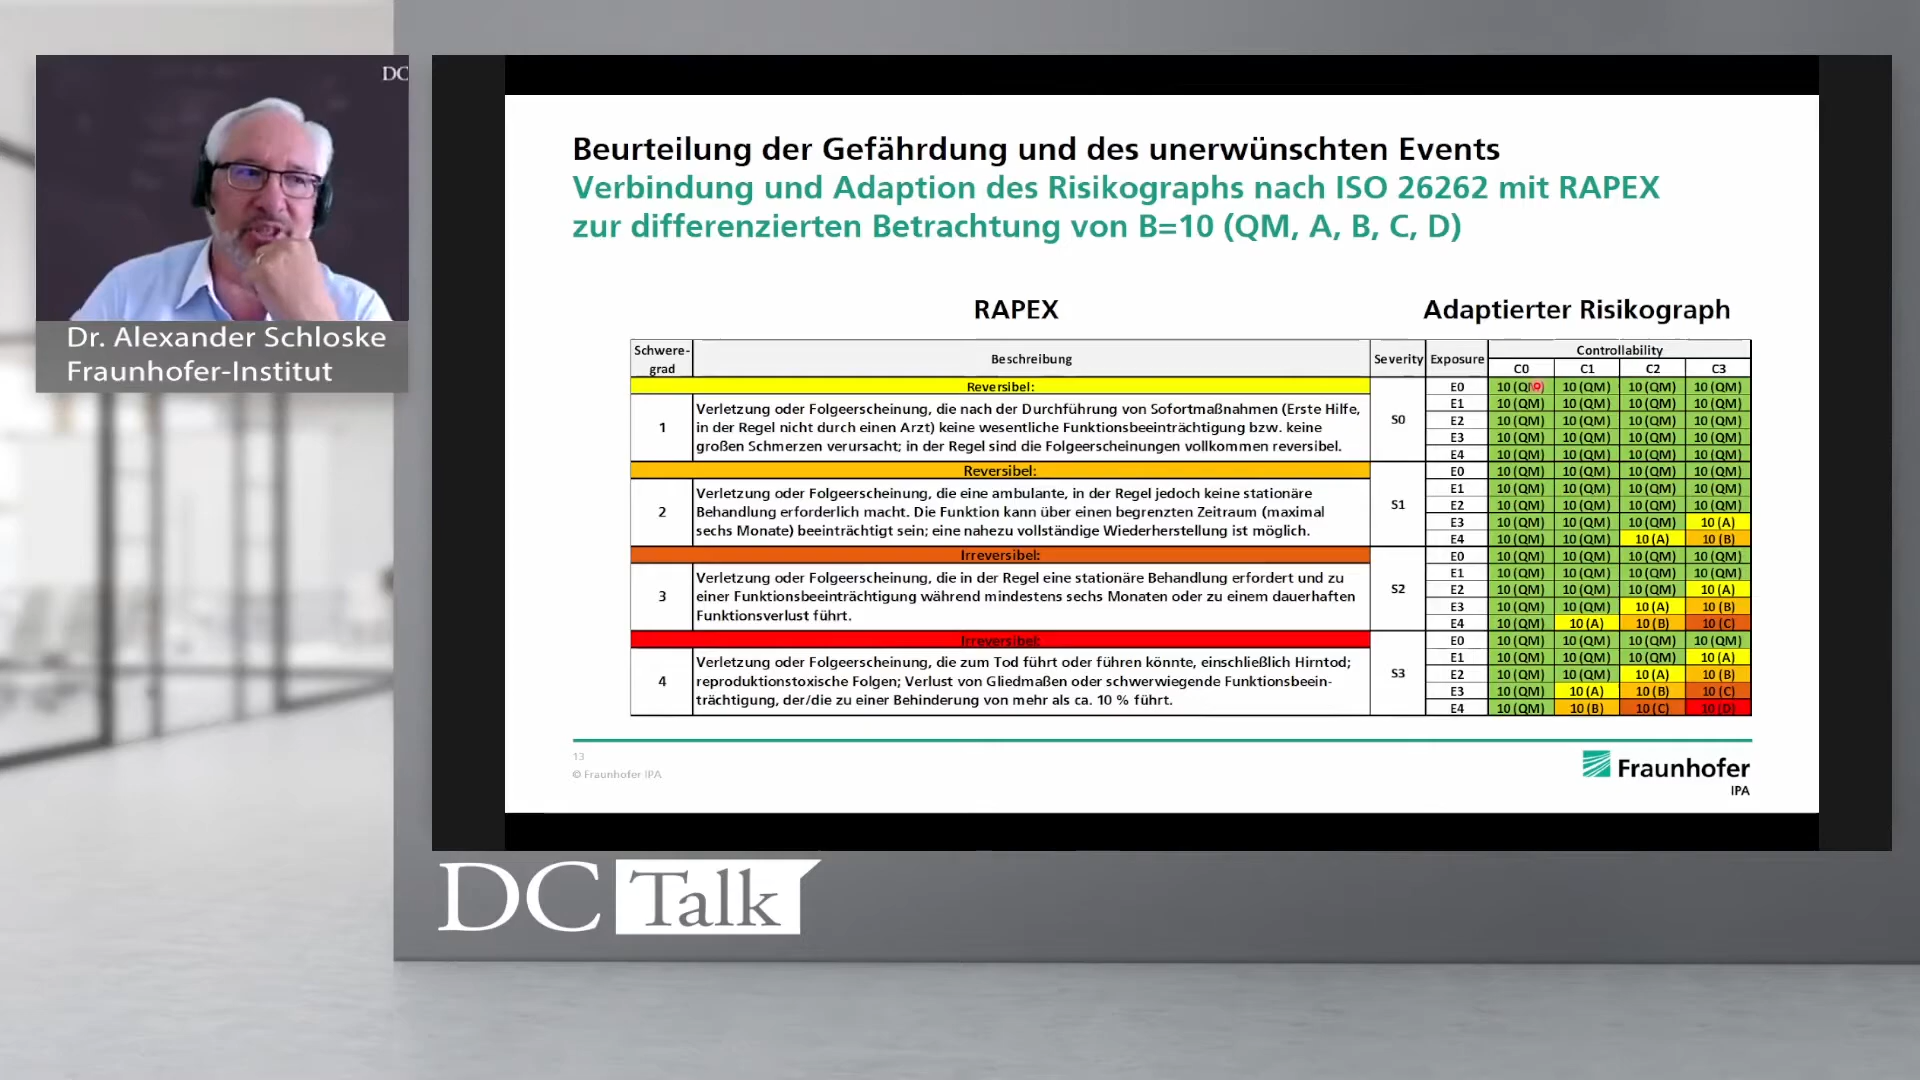 DC
Dr. Alexander Schloske
Fraunhofer-Institut
Beurteilung der Gefährdung und des unerwünschten Events
Verbindung und Adaption des Risikographs nach ISO 26262 mit RAPEX
zur differenzierten Betrachtung von B=10 (QM, A, B, C, D)
RAPEX
Adaptierter Risikograph
Schwere-
grad
Beschreibung
Severity
Exposure
Controllability
C0 C1 C2 C3
Reversibel:
1
Verletzung oder Folgeerscheinung, die nach der Durchführung von Sofortmaßnahmen (Erste Hilfe,
in der Regel nicht durch einen Arzt) keine wesentliche Funktionsbeeinträchtigung bzw. keine
großen Schmerzen verursacht; in der Regel sind die Folgeerscheinungen vollkommen reversibel.
S0
E0 10 (QM) 10 (QM) 10 (QM) 10 (QM)
E1 10 (QM) 10 (QM) 10 (QM) 10 (QM)
E2 10 (QM) 10 (QM) 10 (QM) 10 (QM)
E3 10 (QM) 10 (QM) 10 (QM) 10 (QM)
E4 10 (QM) 10 (QM) 10 (QM) 10 (QM)
Reversibel:
2
Verletzung oder Folgeerscheinung, die eine ambulante, in der Regel jedoch keine stationäre
Behandlung erforderlich macht. Die Funktion kann über einen begrenzten Zeitraum (maximal
sechs Monate) beeinträchtigt sein; eine nahezu vollständige Wiederherstellung ist möglich.
S1
E0 10 (QM) 10 (QM) 10 (QM) 10 (QM)
E1 10 (QM) 10 (QM) 10 (QM) 10 (QM)
E2 10 (QM) 10 (QM) 10 (QM) 10 (QM)
E3 10 (QM) 10 (QM) 10 (QM) 10 (A)
E4 10 (QM) 10 (QM) 10 (A) 10 (B)
Irreversibel:
3
Verletzung oder Folgeerscheinung, die in der Regel eine stationäre Behandlung erfordert und zu
einer Funktionsbeeinträchtigung während mindestens sechs Monaten oder zu einem dauerhaften
Funktionsverlust führt.
S2
E0 10 (QM) 10 (QM) 10 (QM) 10 (QM)
E1 10 (QM) 10 (QM) 10 (QM) 10 (QM)
E2 10 (QM) 10 (QM) 10 (QM) 10 (A)
E3 10 (QM) 10 (QM) 10 (A) 10 (B)
E4 10 (QM) 10 (A) 10 (B) 10 (C)
Irreversibel:
4
Verletzung oder Folgeerscheinung, die zum Tod führt oder führen könnte, einschließlich Hirntod;
reproduktionstoxische Folgen; Verlust von Gliedmaßen oder schwerwiegende Funktionsbeein-
trächtigung, der/die zu einer Behinderung von mehr als ca. 10 % führt.
S3
E0 10 (QM) 10 (QM) 10 (QM) 10 (QM)
E1 10 (QM) 10 (QM) 10 (QM) 10 (A)
E2 10 (QM) 10 (QM) 10 (A) 10 (B)
E3 10 (QM) 10 (A) 10 (B) 10 (C)
E4 10 (QM) 10 (B) 10 (C) 10 (D)
13
© Fraunhofer IPA
Fraunhofer
IPA
DC Talk